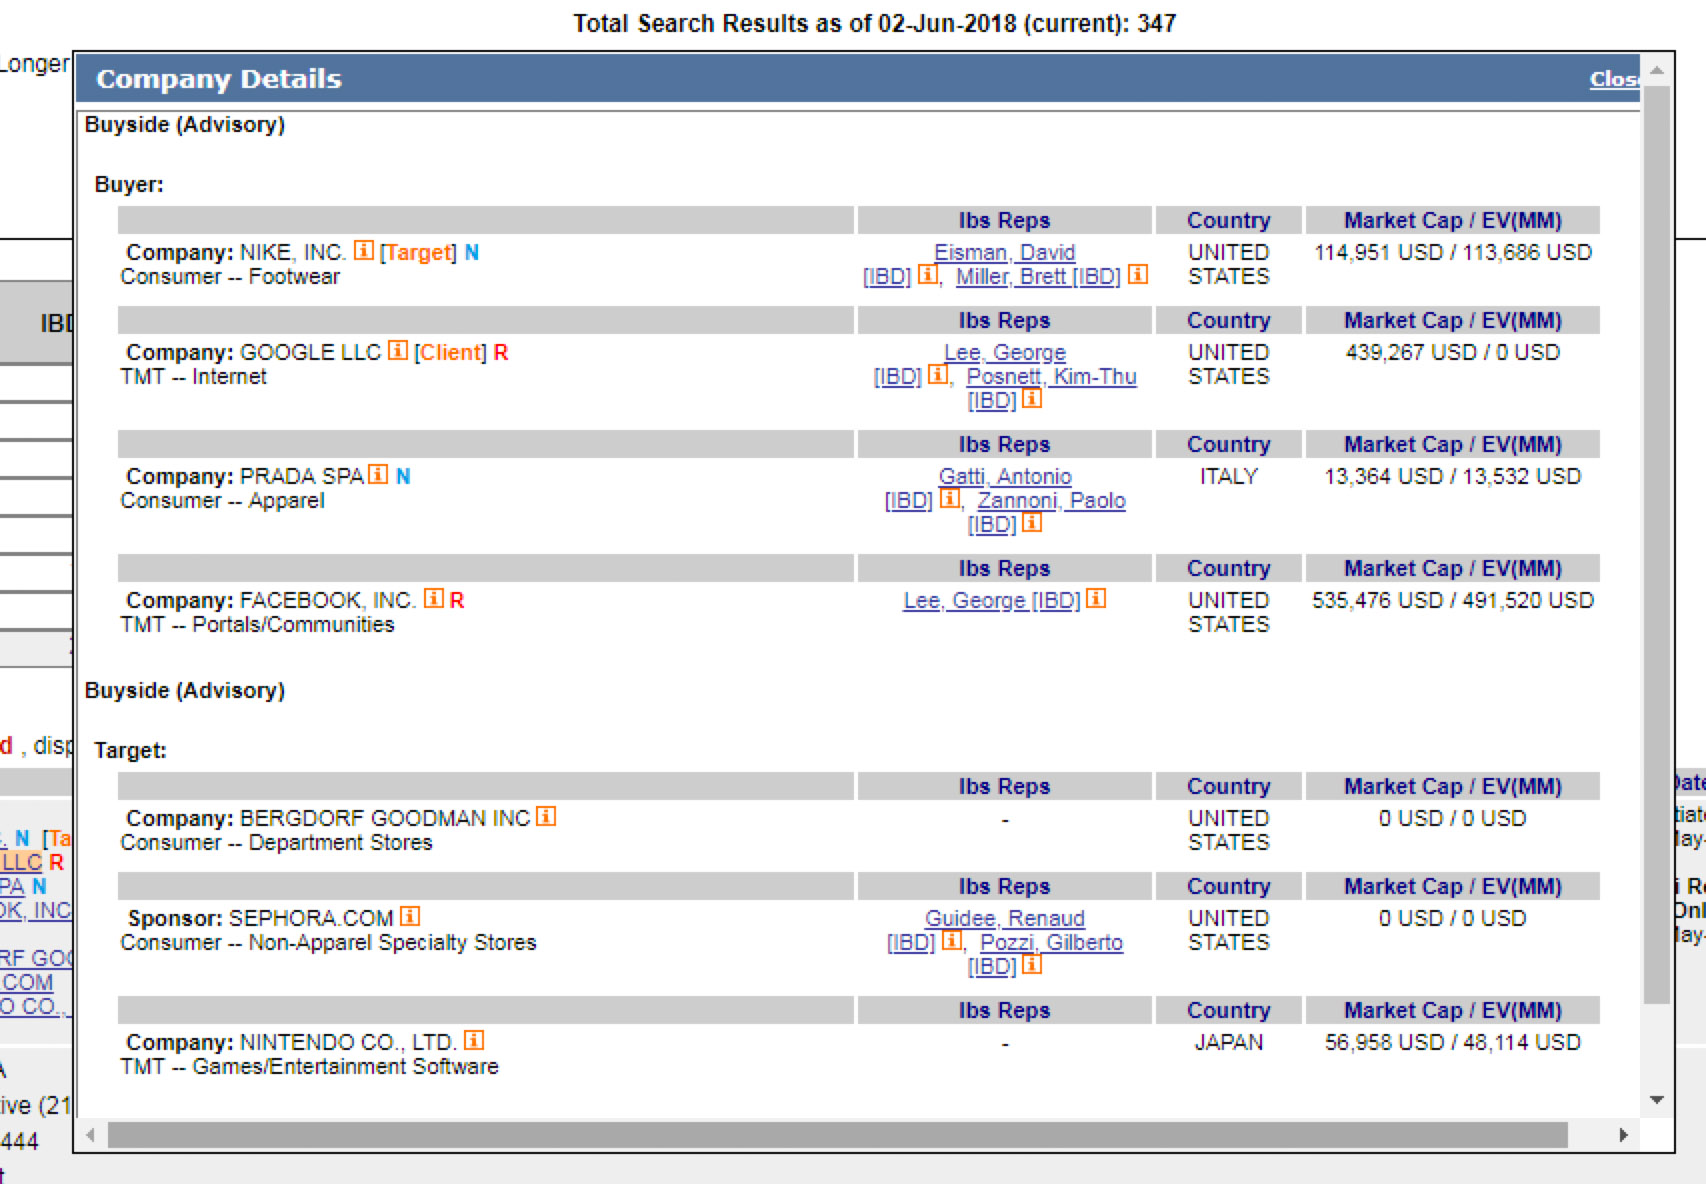 Total Search Results as of 02-Jun-2018 (current): 347
Longer
Company Details
Buyside (Advisory)
Buyer:
Ibs Reps Country Market Cap / EV(MM)
Company: NIKE, INC. [Target] N Eisman, David UNITED 114,951 USD / 113,686 USD
Consumer -- Footwear [IBD], Miller, Brett [IBD] STATES
IBD
Ibs Reps Country Market Cap / EV(MM)
Company: GOOGLE LLC [Client] R Lee, George UNITED 439,267 USD / 0 USD
TMT -- Internet [IBD], Posnett, Kim-Thu STATES
[IBD]
Ibs Reps Country Market Cap / EV(MM)
Company: PRADA SPA N Gatti, Antonio ITALY 13,364 USD / 13,532 USD
Consumer -- Apparel [IBD], Zannoni, Paolo
[IBD]
Ibs Reps Country Market Cap / EV(MM)
Company: FACEBOOK, INC. R Lee, George [IBD] UNITED 535,476 USD / 491,520 USD
TMT -- Portals/Communities STATES
Buyside (Advisory)
d , disp
Target:
Ibs Reps Country Market Cap / EV(MM)
Company: BERGDORF GOODMAN INC - UNITED 0 USD / 0 USD
N [Ta Consumer -- Department Stores STATES
LLC R
PA N Ibs Reps Country Market Cap / EV(MM)
OK, INC Sponsor: SEPHORA.COM Guidee, Renaud UNITED 0 USD / 0 USD
Consumer -- Non-Apparel Specialty Stores [IBD], Pozzi, Gilberto STATES
RF GOO [IBD]
.COM
O CO., Ibs Reps Country Market Cap / EV(MM)
Company: NINTENDO CO., LTD. - JAPAN 56,958 USD / 48,114 USD
TMT -- Games/Entertainment Software
ive (21
444